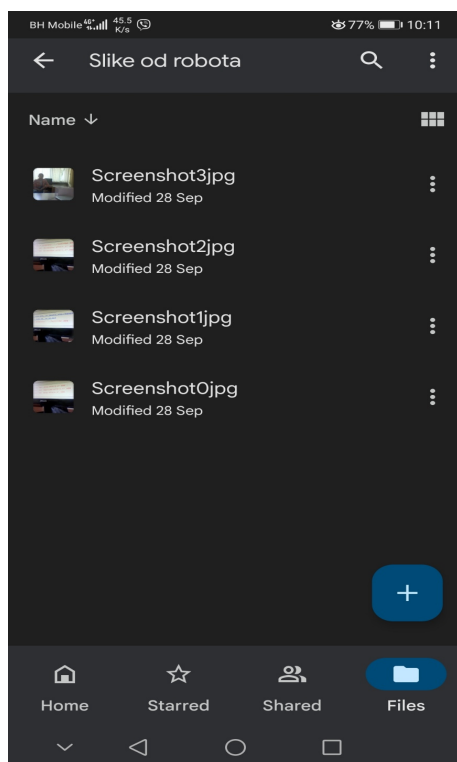 BH Mobile 4G+ 45.5 K/s 77% 10:11
Slike od robota
Name
Screenshot3jpg
Modified 28 Sep
Screenshot2jpg
Modified 28 Sep
Screenshot1jpg
Modified 28 Sep
Screenshot0jpg
Modified 28 Sep
Home Starred Shared Files